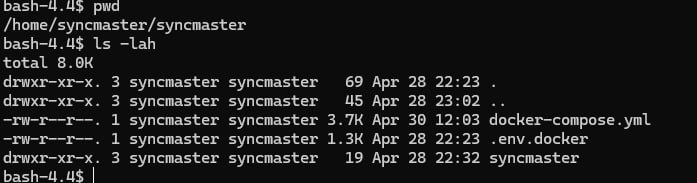 bash-4.4$ pwd
/home/syncmaster/syncmaster
bash-4.4$ ls -lah
total 8.0K
drwxr-xr-x. 3 syncmaster syncmaster   69 Apr 28 22:23 .
drwxr-xr-x. 3 syncmaster syncmaster   45 Apr 28 23:02 ..
-rw-r--r--. 1 syncmaster syncmaster 3.7K Apr 30 12:03 docker-compose.yml
-rw-r--r--. 1 syncmaster syncmaster 1.3K Apr 28 22:23 .env.docker
drwxr-xr-x. 3 syncmaster syncmaster   19 Apr 28 22:32 syncmaster
bash-4.4$